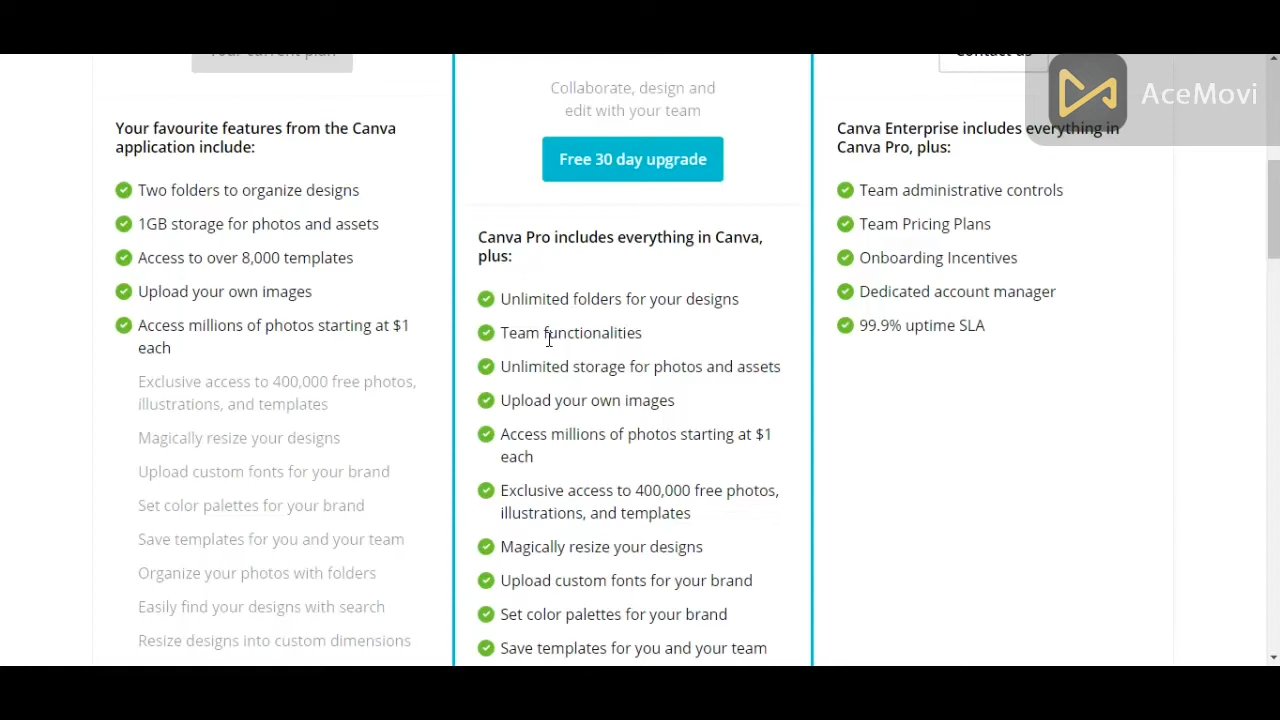 Your current plan
Your favourite features from the Canva
application include:
Two folders to organize designs
1GB storage for photos and assets
Access to over 8,000 templates
Upload your own images
Access millions of photos starting at $1
each
Exclusive access to 400,000 free photos,
illustrations, and templates
Magically resize your designs
Upload custom fonts for your brand
Set color palettes for your brand
Save templates for you and your team
Organize your photos with folders
Easily find your designs with search
Resize designs into custom dimensions
Collaborate, design and
edit with your team
Free 30 day upgrade
Canva Pro includes everything in Canva,
plus:
Unlimited folders for your designs
Team functionalities
Unlimited storage for photos and assets
Upload your own images
Access millions of photos starting at $1
each
Exclusive access to 400,000 free photos,
illustrations, and templates
Magically resize your designs
Upload custom fonts for your brand
Set color palettes for your brand
Save templates for you and your team
Contact us
AceMovi
Canva Enterprise includes everything in
Canva Pro, plus:
Team administrative controls
Team Pricing Plans
Onboarding Incentives
Dedicated account manager
99.9% uptime SLA